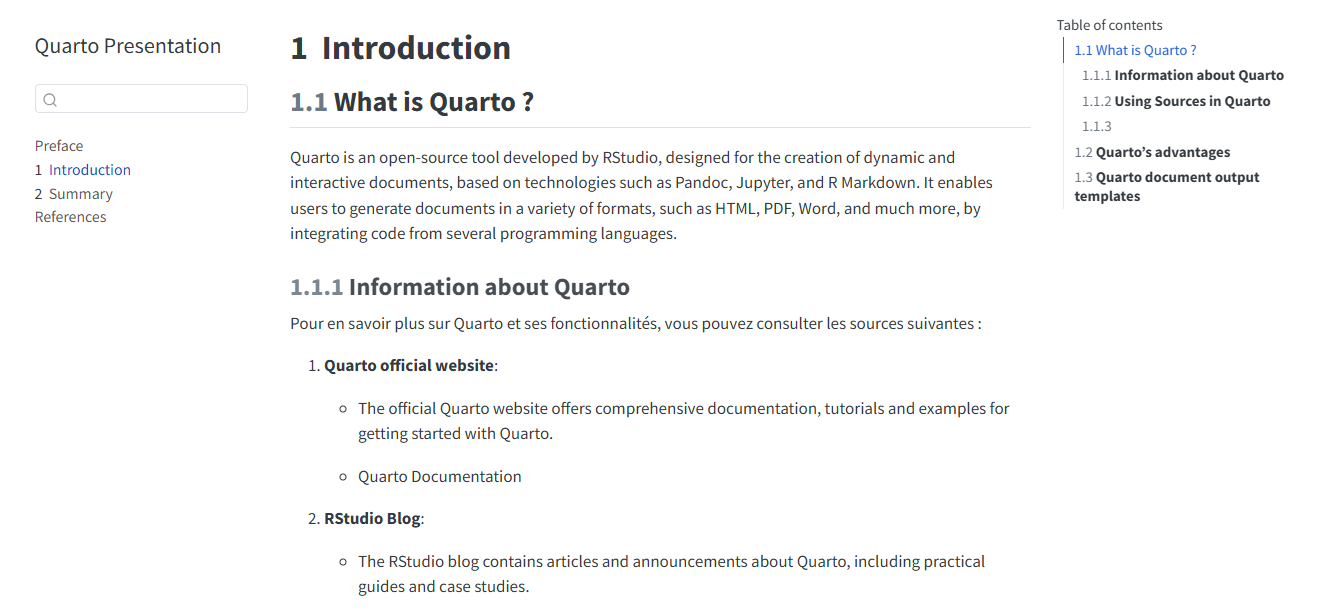 Quarto Presentation
Preface
1 Introduction
2 Summary
References
1 Introduction
1.1 What is Quarto ?
Quarto is an open-source tool developed by RStudio, designed for the creation of dynamic and
interactive documents, based on technologies such as Pandoc, Jupyter, and R Markdown. It enables
users to generate documents in a variety of formats, such as HTML, PDF, Word, and much more, by
integrating code from several programming languages.
1.1.1 Information about Quarto
Pour en savoir plus sur Quarto et ses fonctionnalités, vous pouvez consulter les sources suivantes :
1. Quarto official website:
The official Quarto website offers comprehensive documentation, tutorials and examples for
getting started with Quarto.
Quarto Documentation
2. RStudio Blog:
The RStudio blog contains articles and announcements about Quarto, including practical
guides and case studies.
Table of contents
1.1 What is Quarto ?
1.1.1 Information about Quarto
1.1.2 Using Sources in Quarto
1.1.3
1.2 Quarto’s advantages
1.3 Quarto document output
templates